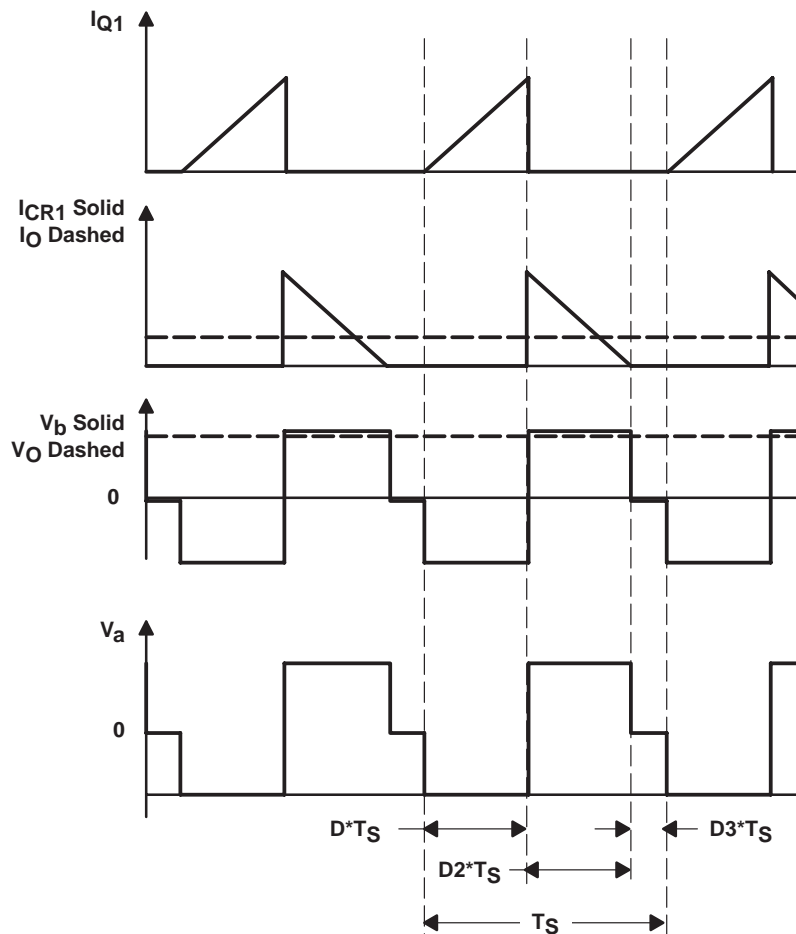 IQ1
ICR1 Solid
IO Dashed
Vb Solid
VO Dashed
0
Va
0
D*TS
D3*TS
D2*TS
TS